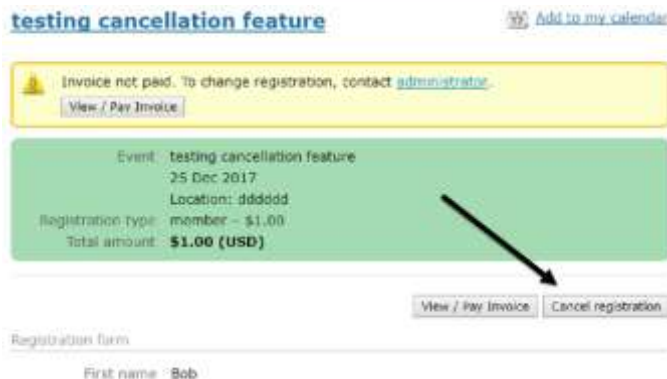 testing cancellation feature
Add to my calendar
Invoice not paid. To change registration, contact administrator.
View / Pay Invoice
Event testing cancellation feature
25 Dec 2017
Location: dddddd
Registration type member – $1.00
Total amount $1.00 (USD)
View / Pay Invoice Cancel registration
Registration form
First name Bob